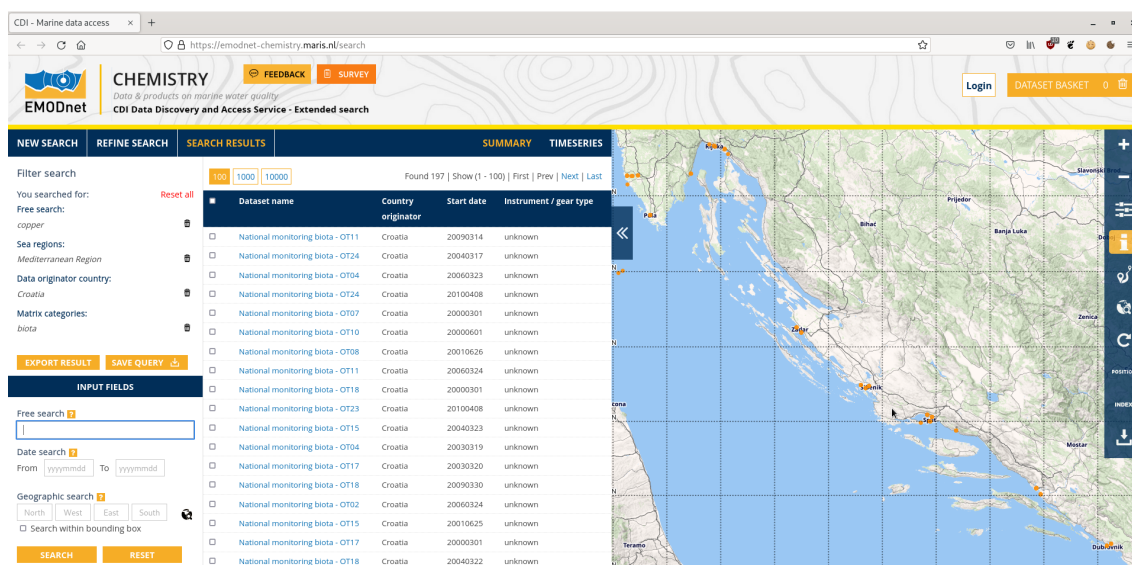 CDI - Marine data access × +
https://emodnet-chemistry.maris.nl/search
EMODnet
CHEMISTRY
FEEDBACK
SURVEY
Data & products on marine water quality
CDI Data Discovery and Access Service - Extended search
Login
DATASET BASKET 0
NEW SEARCH REFINE SEARCH SEARCH RESULTS SUMMARY TIMESERIES
Filter search
You searched for: Reset all
Free search:
copper
Sea regions:
Mediterranean Region
Data originator country:
Croatia
Matrix categories:
biota
EXPORT RESULT SAVE QUERY
INPUT FIELDS
Free search ?
Date search ?
From yyyymmdd To yyyymmdd
Geographic search ?
North West East South
Search within bounding box
SEARCH RESET
100 1000 10000 Found 197 | Show (1 - 100) | First | Prev | Next | Last
Dataset name Country originator Start date Instrument / gear type
National monitoring biota - OT11 Croatia 20090314 unknown
National monitoring biota - OT24 Croatia 20040317 unknown
National monitoring biota - OT04 Croatia 20060323 unknown
National monitoring biota - OT24 Croatia 20100408 unknown
National monitoring biota - OT07 Croatia 20000301 unknown
National monitoring biota - OT10 Croatia 20000601 unknown
National monitoring biota - OT08 Croatia 20010626 unknown
National monitoring biota - OT11 Croatia 20060324 unknown
National monitoring biota - OT18 Croatia 20000301 unknown
National monitoring biota - OT23 Croatia 20100408 unknown
National monitoring biota - OT15 Croatia 20040323 unknown
National monitoring biota - OT04 Croatia 20030319 unknown
National monitoring biota - OT17 Croatia 20030320 unknown
National monitoring biota - OT18 Croatia 20090330 unknown
National monitoring biota - OT02 Croatia 20060324 unknown
National monitoring biota - OT15 Croatia 20010625 unknown
National monitoring biota - OT17 Croatia 20000301 unknown
National monitoring biota - OT18 Croatia 20040322 unknown
Rijeka
Slavonski Brod
Pula
Prijedor
Bihać
Banja Luka
Zenica
Zadar
Šibenik
Split
Mostar
Teramo
Dubrovnik
POSITIO
INDEX